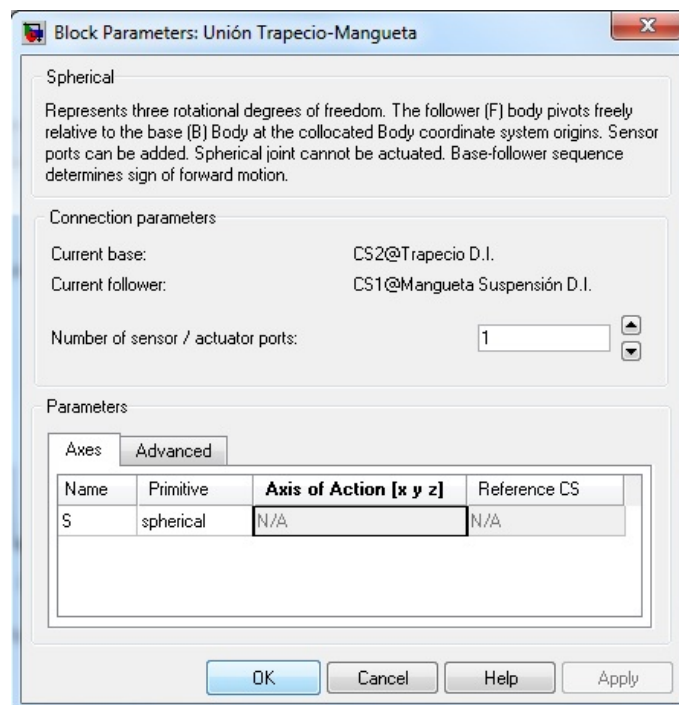 Block Parameters: Unión Trapecio-Mangueta
Spherical
Represents three rotational degrees of freedom. The follower (F) body pivots freely
relative to the base (B) Body at the collocated Body coordinate system origins. Sensor
ports can be added. Spherical joint cannot be actuated. Base-follower sequence
determines sign of forward motion.
Connection parameters
Current base: CS2@Trapecio D.I.
Current follower: CS1@Mangueta Suspensión D.I.
Number of sensor / actuator ports: 1
Parameters
Axes Advanced
Name Primitive Axis of Action [x y z] Reference CS
S spherical N/A N/A
OK Cancel Help Apply